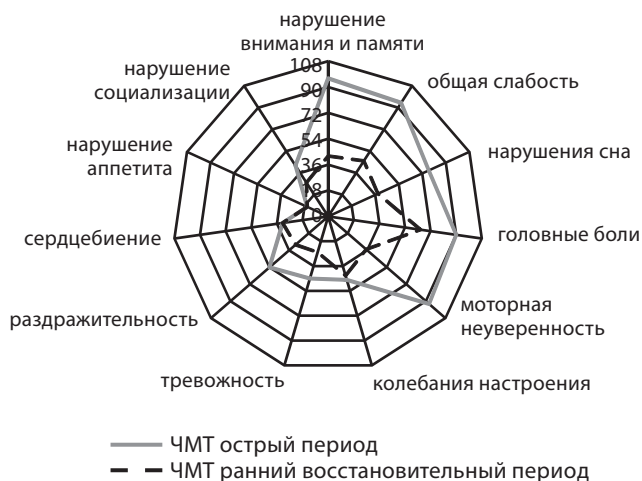 нарушение
внимания и памяти
108
90
72
54
36
18
0
общая слабость
нарушения сна
головные боли
моторная
неуверенность
колебания настроения
тревожность
раздражительность
сердцебиение
нарушение
аппетита
нарушение
социализации
ЧМТ острый период
ЧМТ ранний восстановительный период